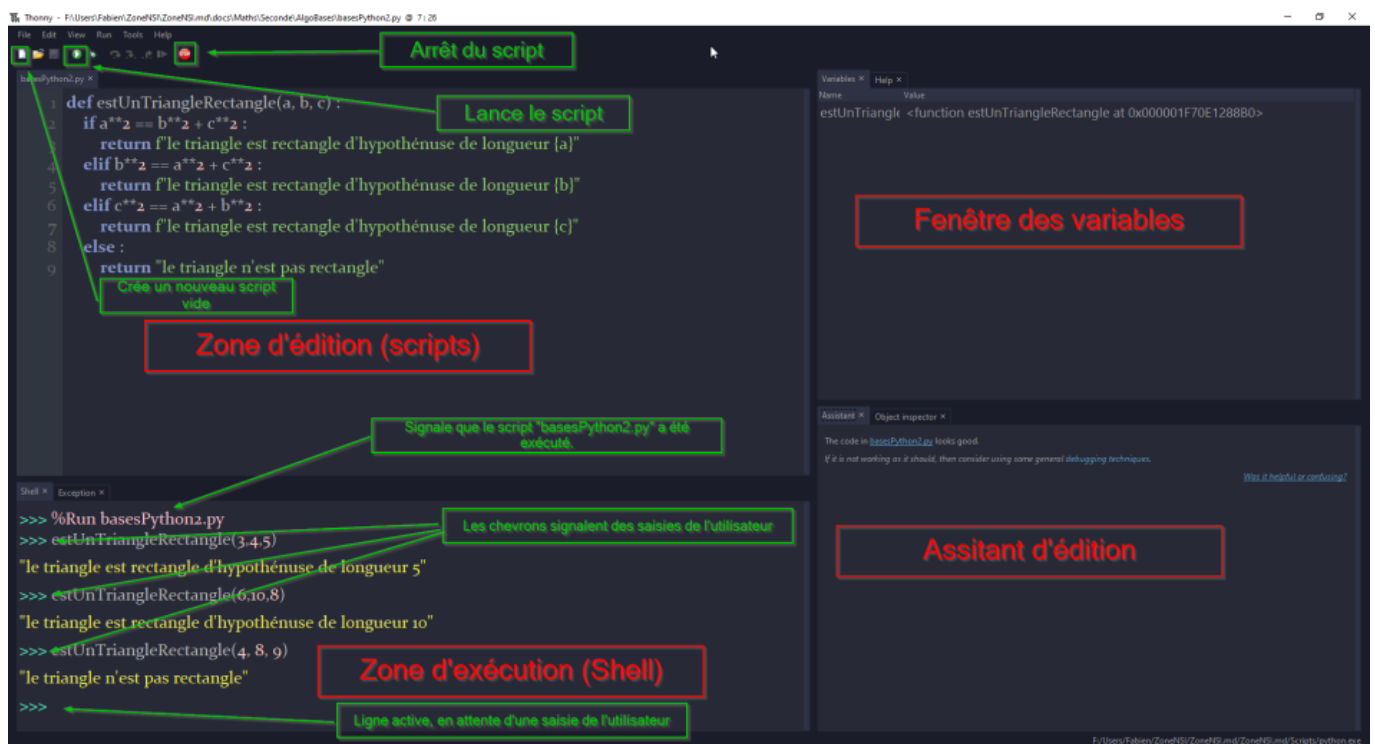 Thonny - F:\Users\Fabien\ZoneNSI\ZoneNSI.md\docs\Maths\Seconde\AlgoBases\basesPython2.py @ 7:26
File Edit View Run Tools Help
Arrêt du script
basesPython2.py ×
Lance le script
1 def estUnTriangleRectangle(a, b, c) :
2 if a**2 == b**2 + c**2 :
3 return f"le triangle est rectangle d'hypothénuse de longueur {a}"
4 elif b**2 == a**2 + c**2 :
5 return f"le triangle est rectangle d'hypothénuse de longueur {b}"
6 elif c**2 == a**2 + b**2 :
7 return f"le triangle est rectangle d'hypothénuse de longueur {c}"
8 else :
9 return "le triangle n'est pas rectangle"
Crée un nouveau script
vide
Zone d'édition (scripts)
Signale que le script "basesPython2.py" a été
exécuté.
Variables × Help ×
Name Value
estUnTriangle <function estUnTriangleRectangle at 0x000001F70E1288B0>
Fenêtre des variables
Assistant × Object inspector ×
The code in basesPython2.py looks good.
If it is not working as it should, then consider using some general debugging techniques.
Was it helpful or confusing?
Assitant d'édition
Shell × Exception ×
>>> %Run basesPython2.py
>>> estUnTriangleRectangle(3,4,5)
"le triangle est rectangle d'hypothénuse de longueur 5"
>>> estUnTriangleRectangle(6,10,8)
"le triangle est rectangle d'hypothénuse de longueur 10"
>>> estUnTriangleRectangle(4, 8, 9)
"le triangle n'est pas rectangle"
>>>
Les chevrons signalent des saisies de l'utilisateur
Zone d'exécution (Shell)
Ligne active, en attente d'une saisie de l'utilisateur
F:/Users/Fabien/ZoneNSI/ZoneNSI.md/ZoneNSI.md/Scripts/python.exe